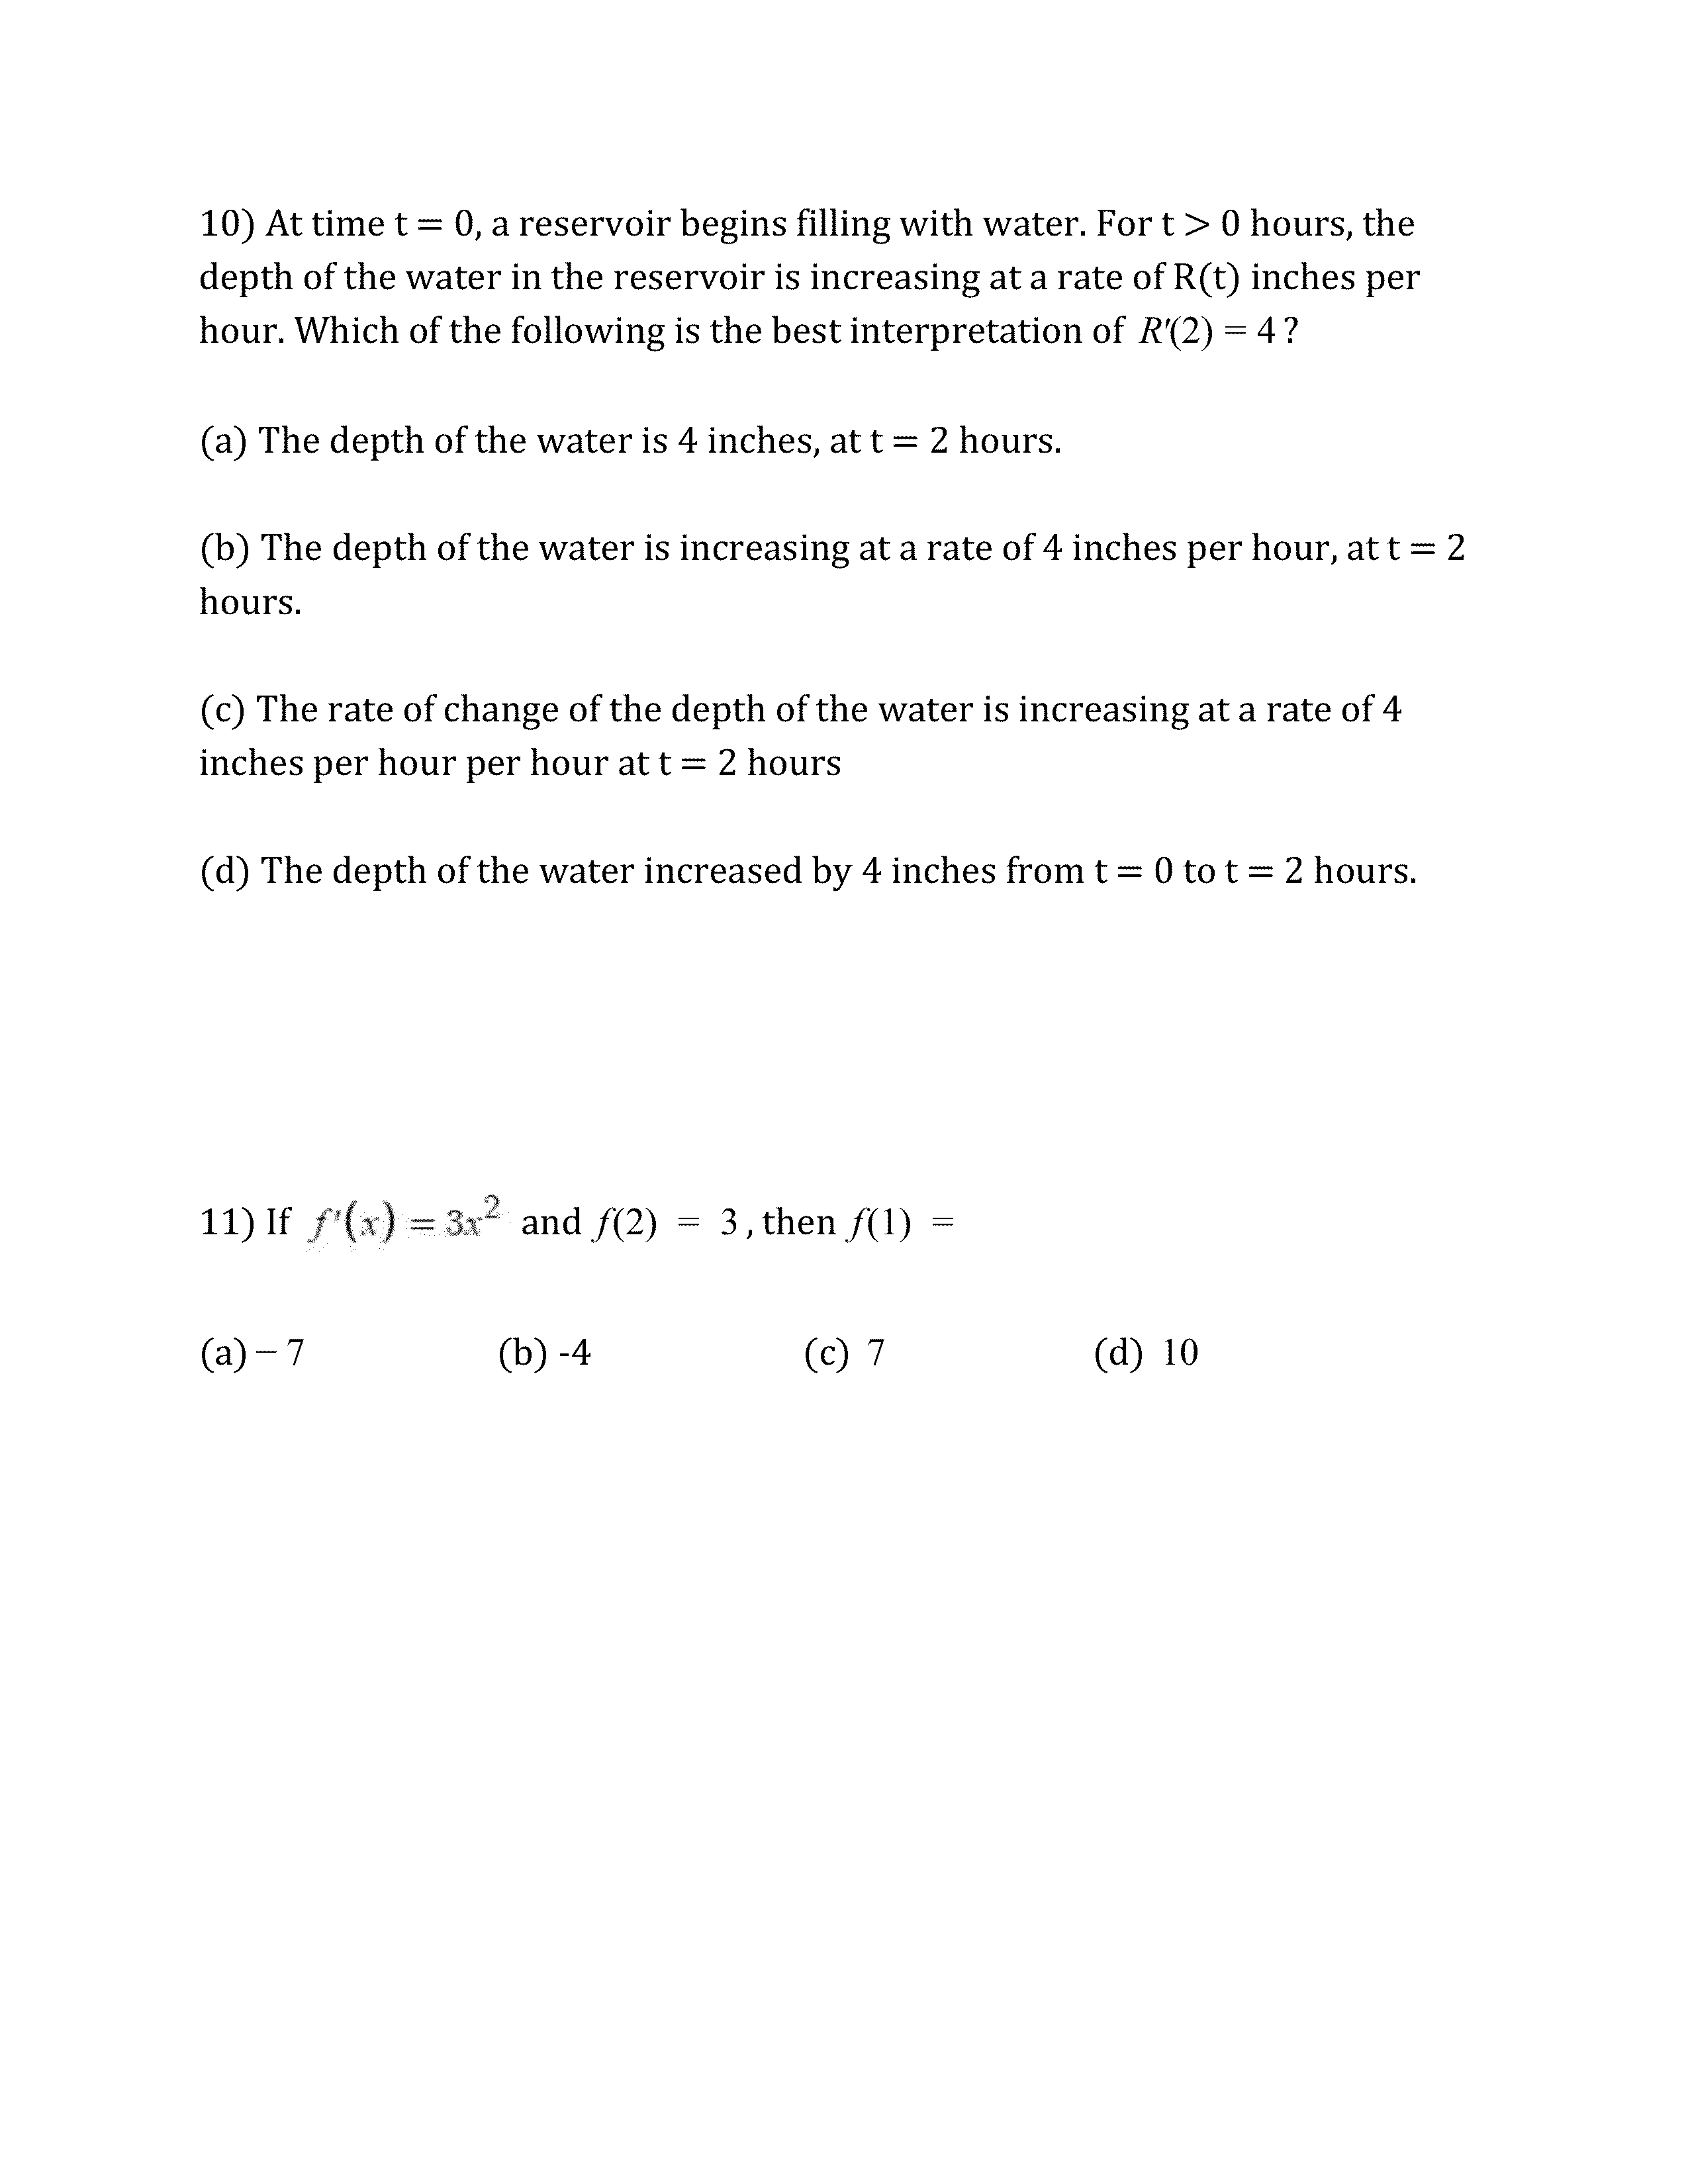 10) At time t = 0, a reservoir begins filling with water. For t > 0 hours, the
depth of the water in the reservoir is increasing at a rate of R(t) inches per
hour. Which of the following is the best interpretation of R′(2) = 4 ?
(a) The depth of the water is 4 inches, at t = 2 hours.
(b) The depth of the water is increasing at a rate of 4 inches per hour, at t = 2
hours.
(c) The rate of change of the depth of the water is increasing at a rate of 4
inches per hour per hour at t = 2 hours
(d) The depth of the water increased by 4 inches from t = 0 to t = 2 hours.
11) If f′(x) = 3x² and f(2) = 3, then f(1) =
(a) – 7 (b) -4 (c) 7 (d) 10